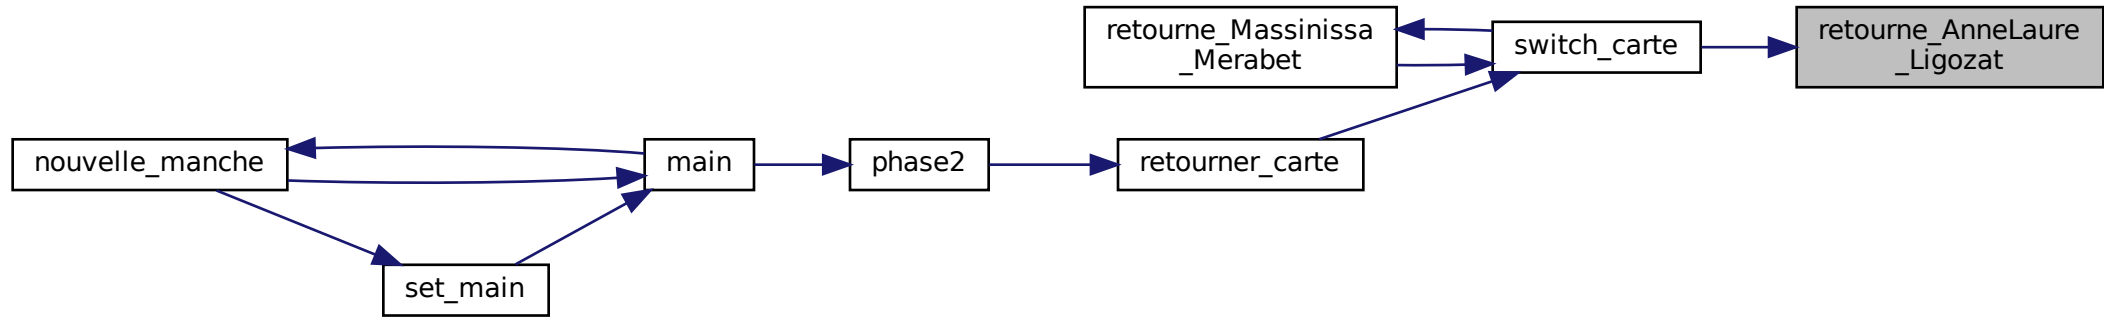 retourne_Massinissa
_Merabet
switch_carte
retourne_AnneLaure
_Ligozat
nouvelle_manche
main
phase2
retourner_carte
set_main